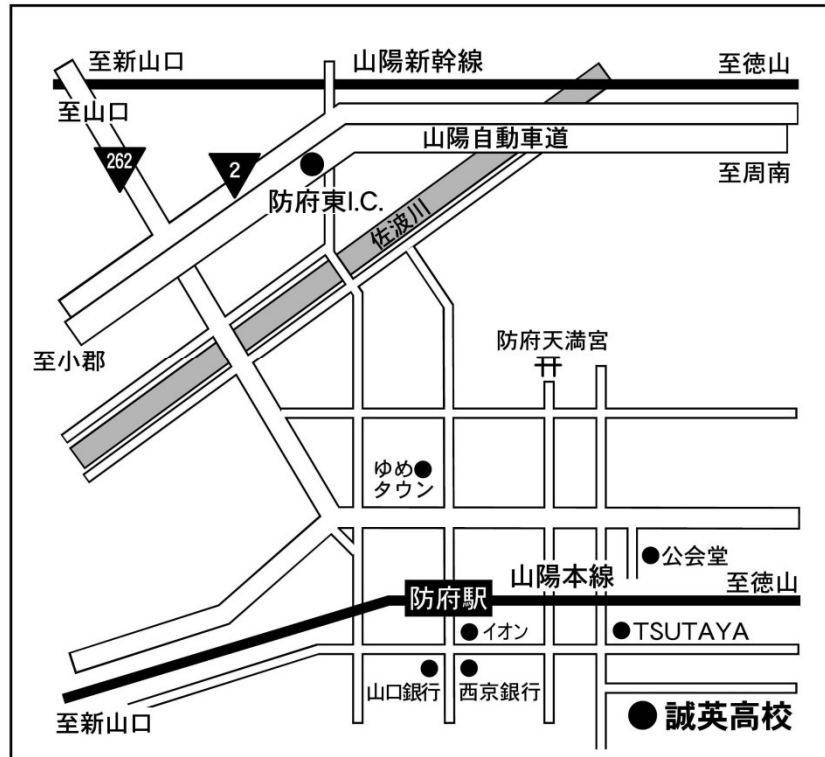 至新山口
山陽新幹線
至徳山
至山口
山陽自動車道
262
2
至周南
防府東I.C.
佐波川
防府天満宮
至小郡
ゆめ
タウン
公会堂
山陽本線
至徳山
防府駅
イオン
TSUTAYA
山口銀行
西京銀行
至新山口
誠英高校